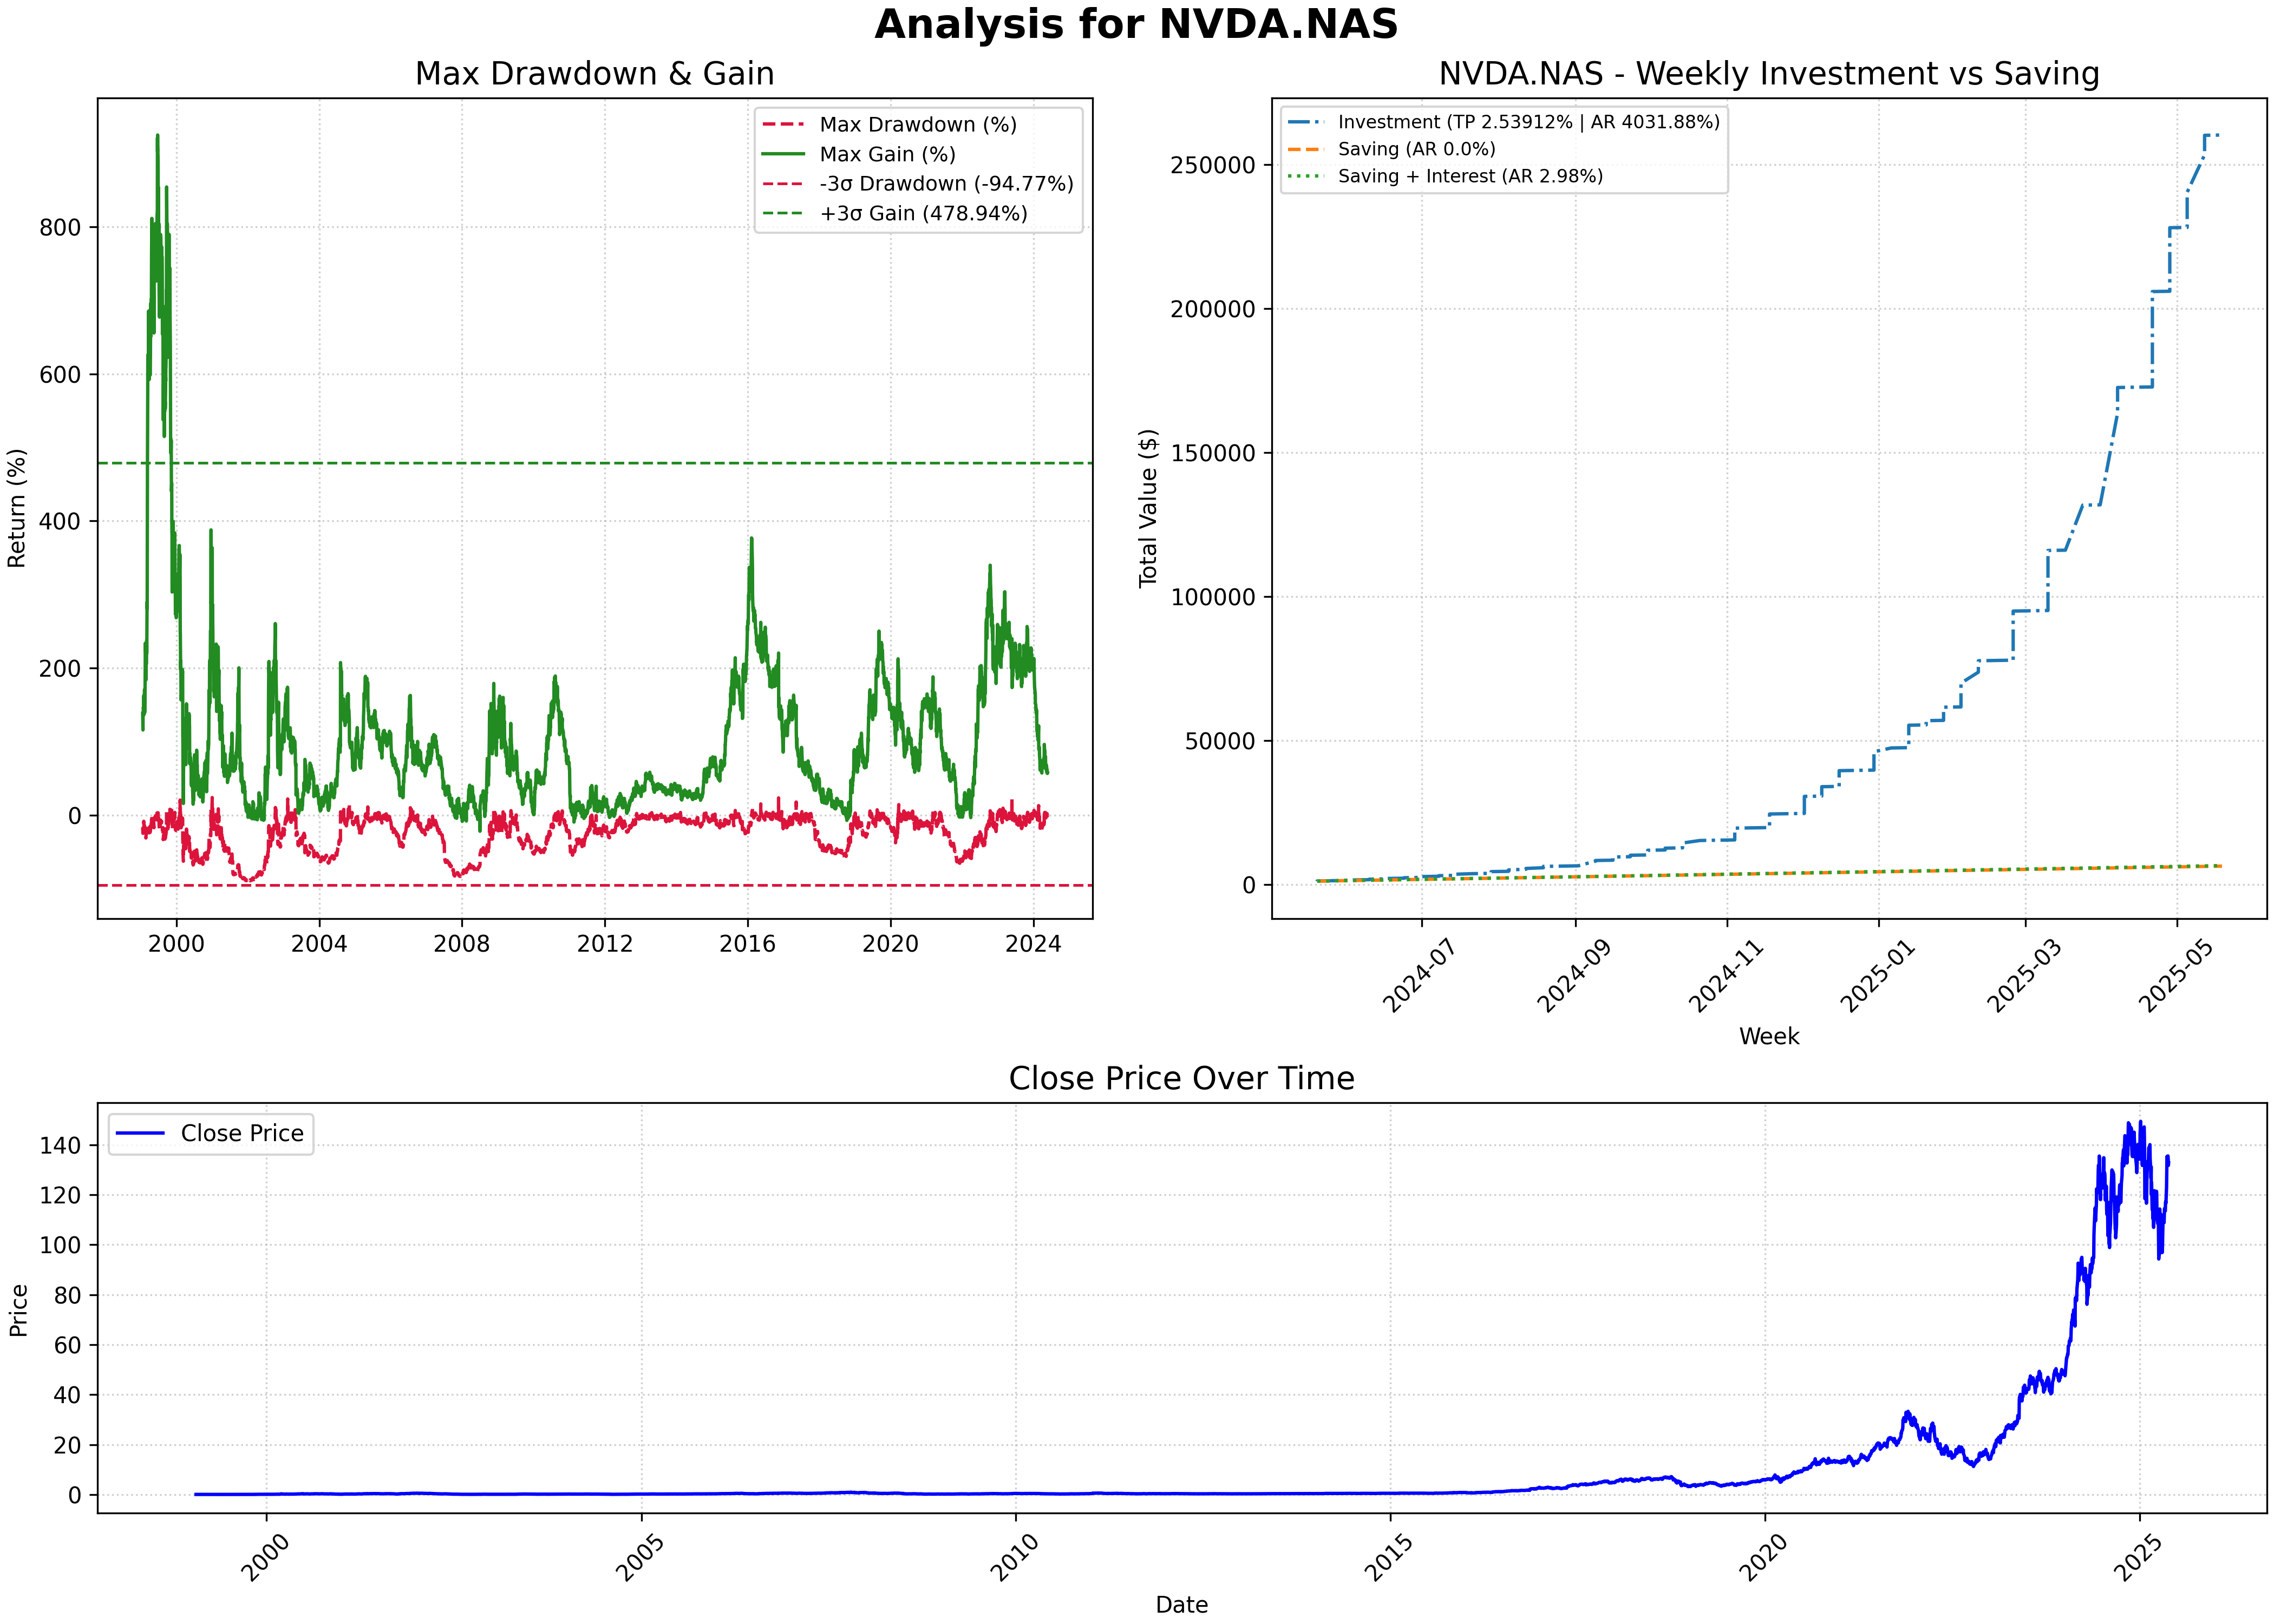 Analysis for NVDA.NAS
Max Drawdown & Gain
Return (%)
800
600
400
200
0
Max Drawdown (%)
Max Gain (%)
-3σ Drawdown (-94.77%)
+3σ Gain (478.94%)
2000
2004
2008
2012
2016
2020
2024
NVDA.NAS - Weekly Investment vs Saving
Total Value ($)
250000
200000
150000
100000
50000
0
Investment (TP 2.53912% | AR 4031.88%)
Saving (AR 0.0%)
Saving + Interest (AR 2.98%)
2024-07
2024-09
2024-11
2025-01
2025-03
2025-05
Week
Close Price Over Time
Price
140
120
100
80
60
40
20
0
Close Price
2000
2005
2010
2015
2020
2025
Date